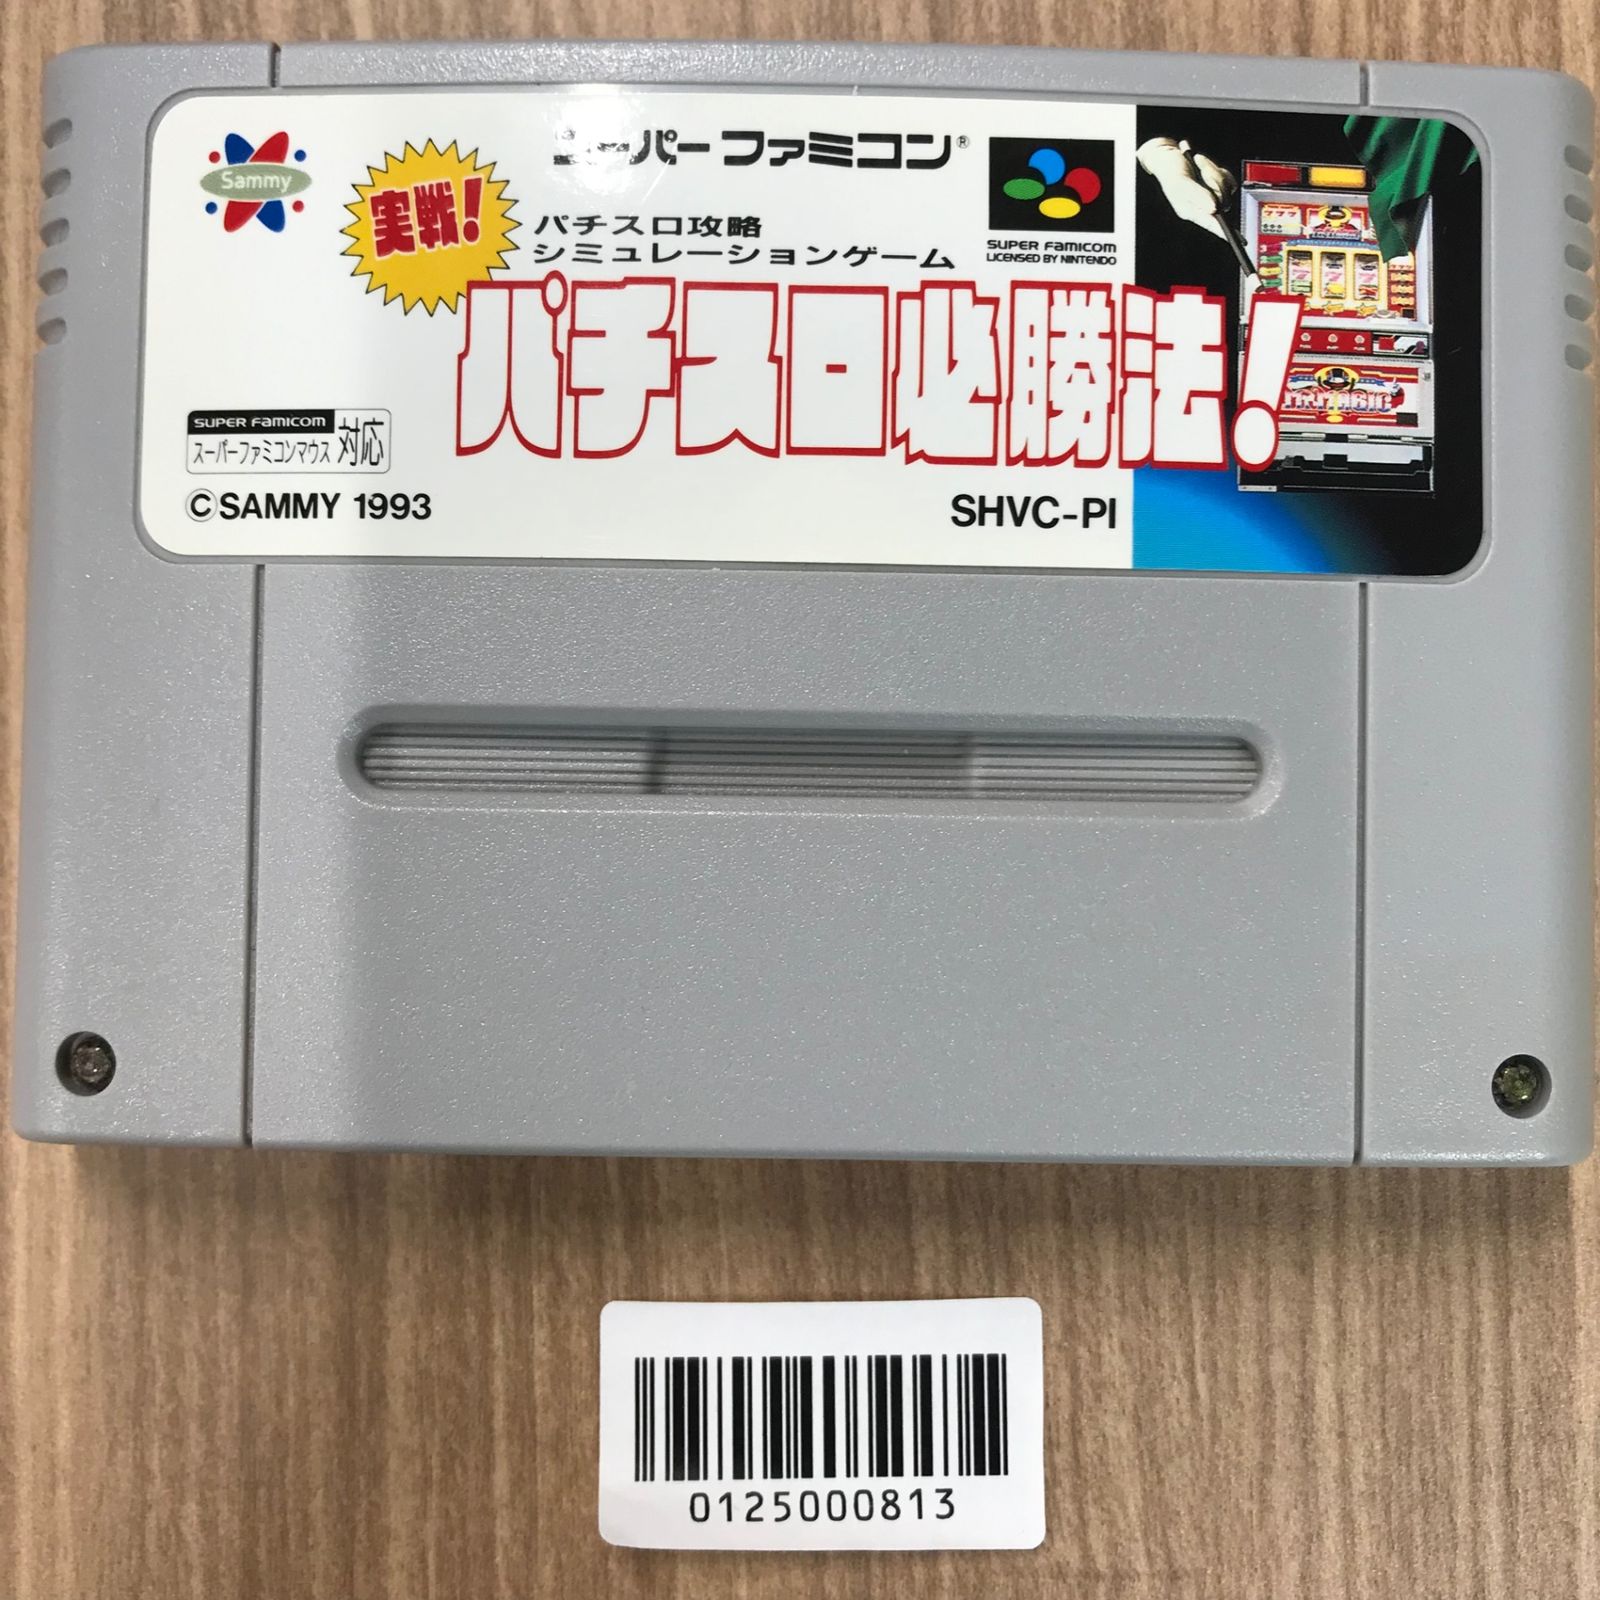 Sammy
実戦!
スーパーファミコン®
パチスロ攻略
シミュレーションゲーム
SUPER FAMICOM
LICENSED BY NINTENDO
パチスロ必勝法!
SUPER FAMICOM
スーパーファミコンマウス対応
©SAMMY 1993
SHVC-PI
777
0125000813